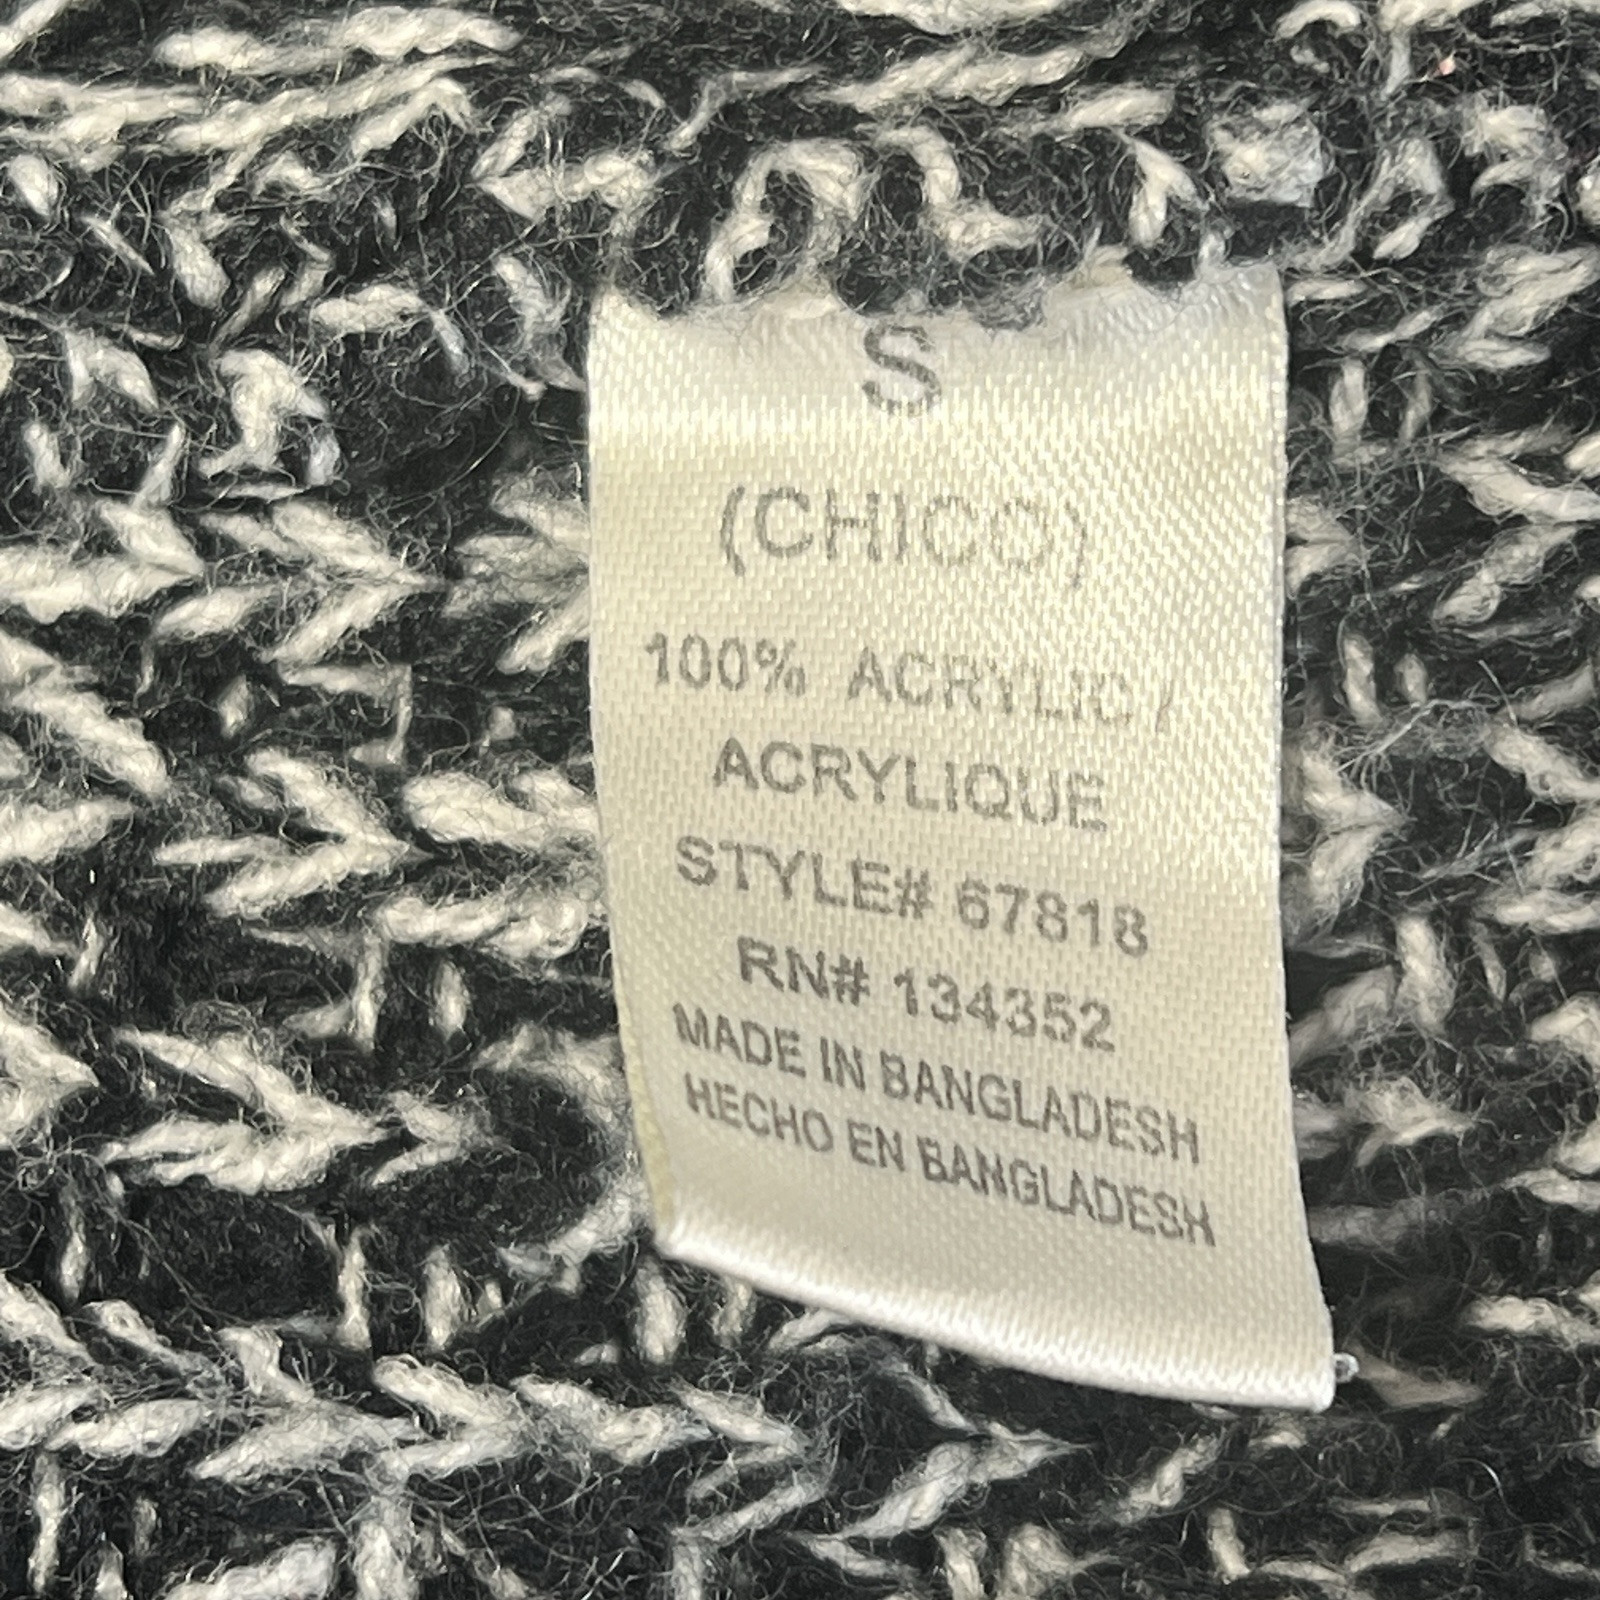 S
(CHICO)
100% ACRYLIC /
ACRYLIQUE
STYLE# 67818
RN# 134352
MADE IN BANGLADESH
HECHO EN BANGLADESH